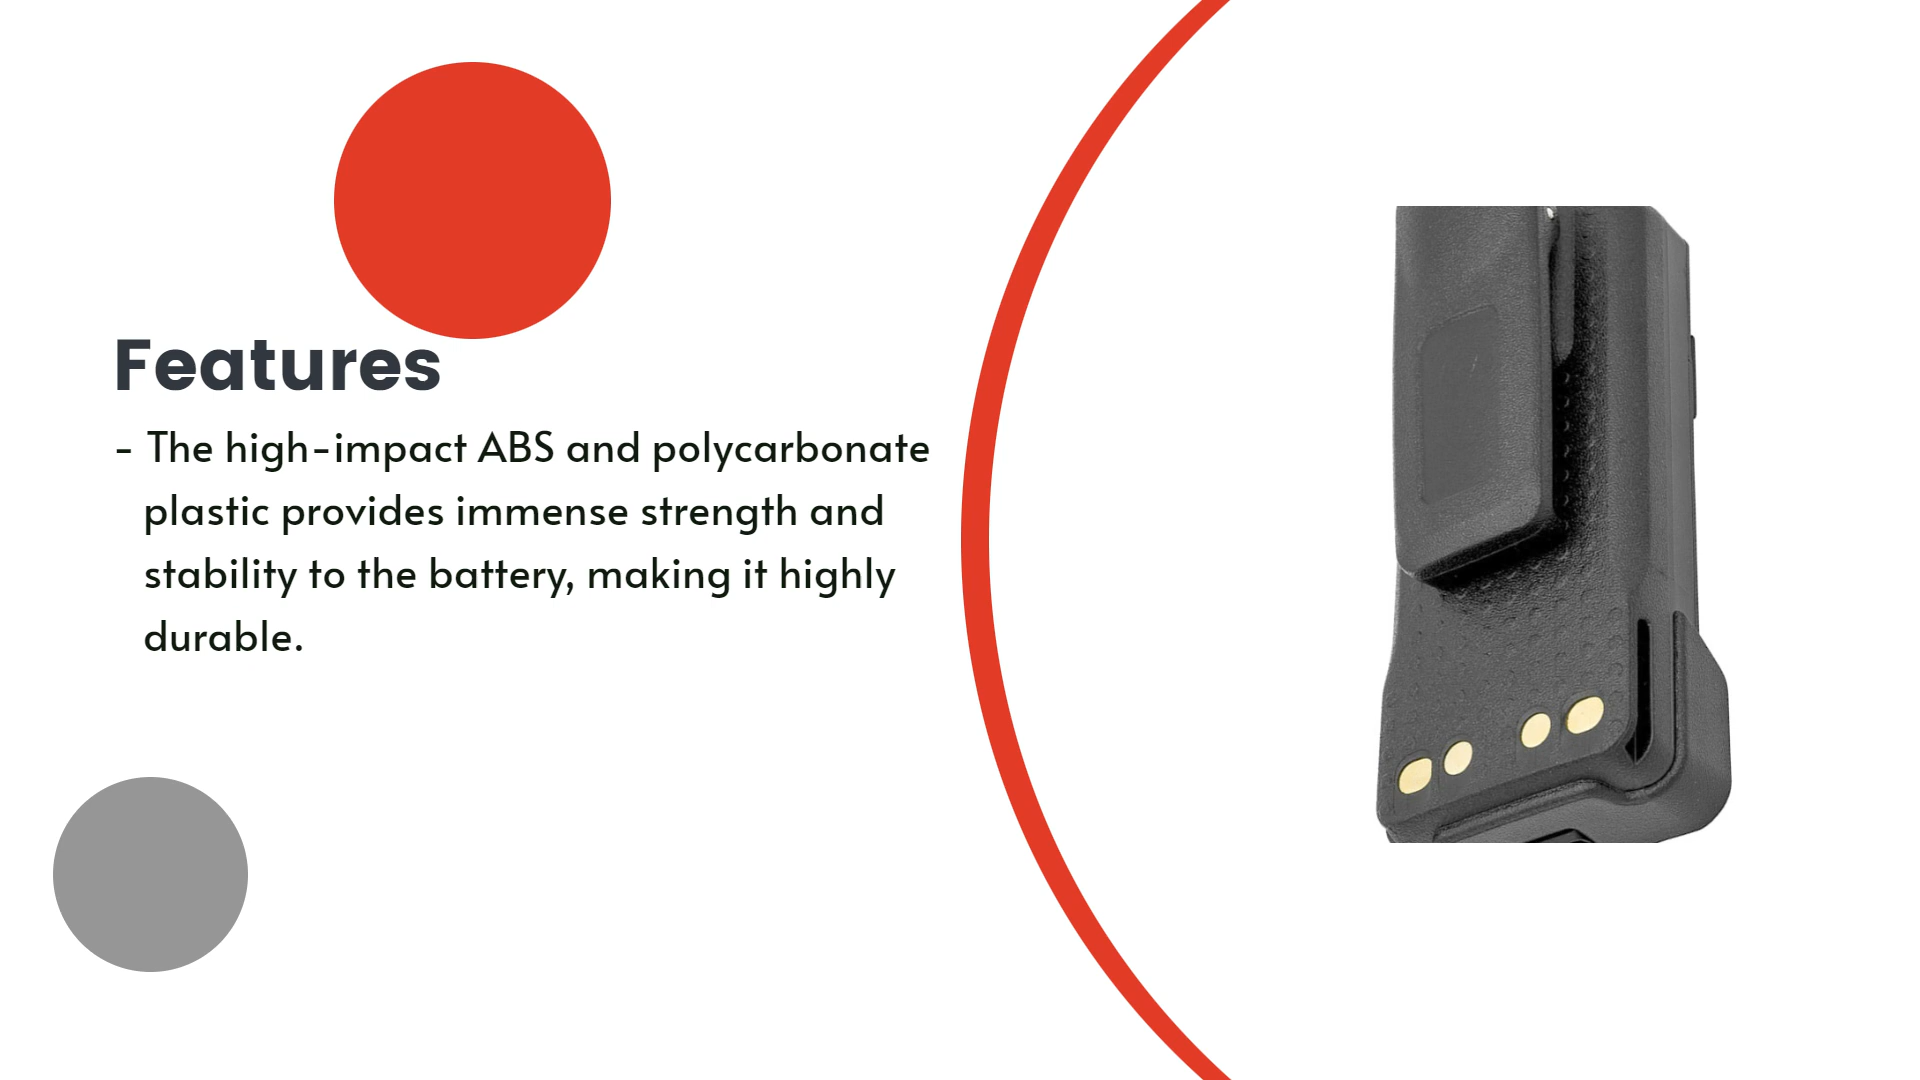 Features
- The high-impact ABS and polycarbonate
plastic provides immense strength and
stability to the battery, making it highly
durable.